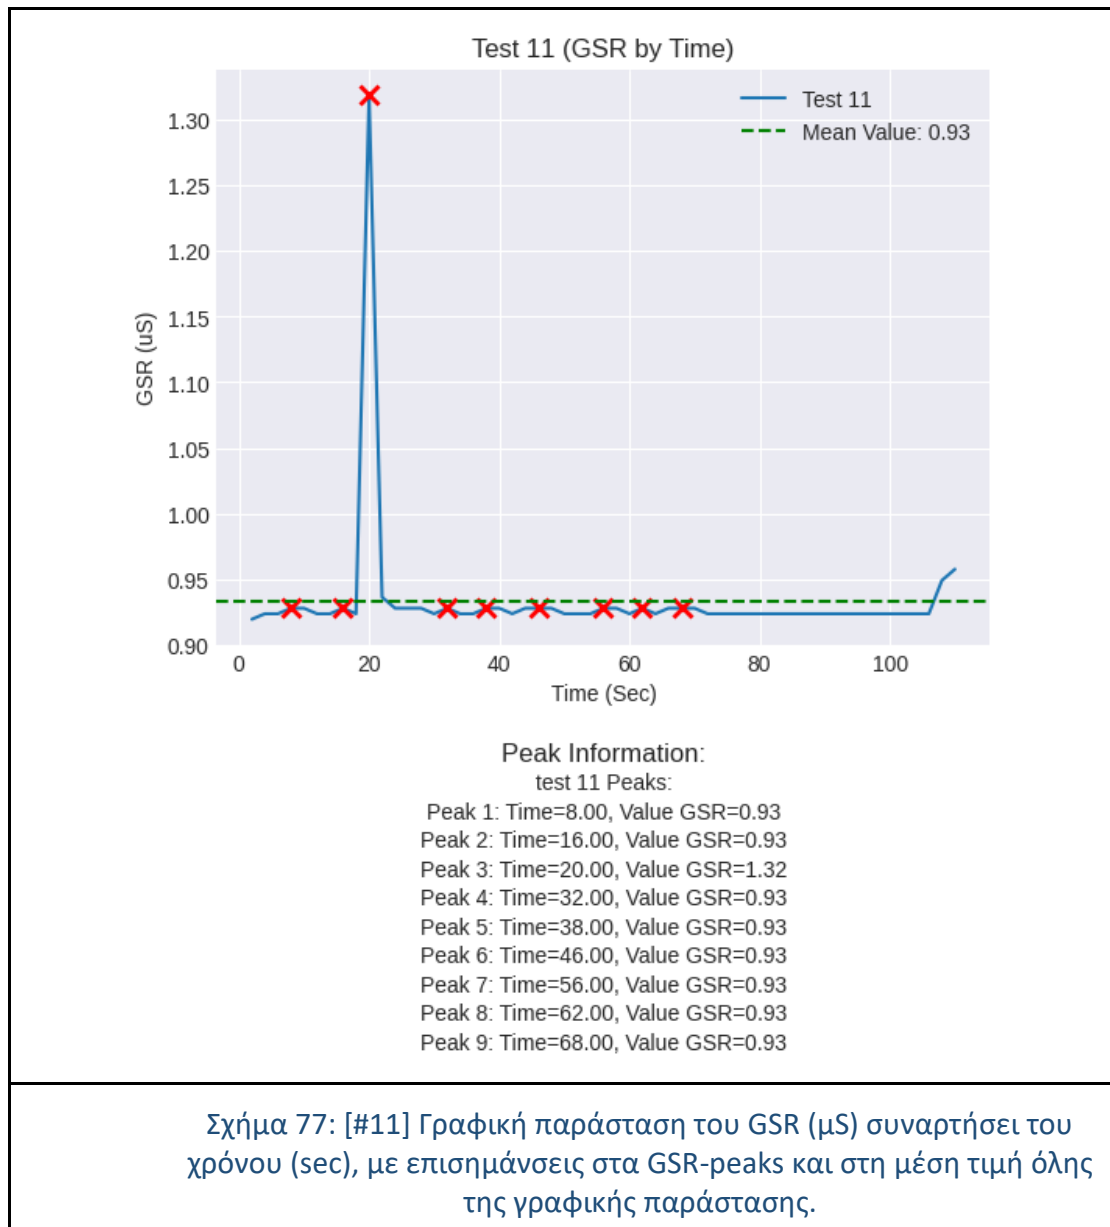 Test 11 (GSR by Time)
Test 11
Mean Value: 0.93
1.30
1.25
1.20
1.15
1.10
1.05
1.00
0.95
0.90
GSR (uS)
0 20 40 60 80 100
Time (Sec)
Peak Information:
test 11 Peaks:
Peak 1: Time=8.00, Value GSR=0.93
Peak 2: Time=16.00, Value GSR=0.93
Peak 3: Time=20.00, Value GSR=1.32
Peak 4: Time=32.00, Value GSR=0.93
Peak 5: Time=38.00, Value GSR=0.93
Peak 6: Time=46.00, Value GSR=0.93
Peak 7: Time=56.00, Value GSR=0.93
Peak 8: Time=62.00, Value GSR=0.93
Peak 9: Time=68.00, Value GSR=0.93
Σχήμα 77: [#11] Γραφική παράσταση του GSR (μS) συναρτήσει του
χρόνου (sec), με επισημάνσεις στα GSR-peaks και στη μέση τιμή όλης
της γραφικής παράστασης.